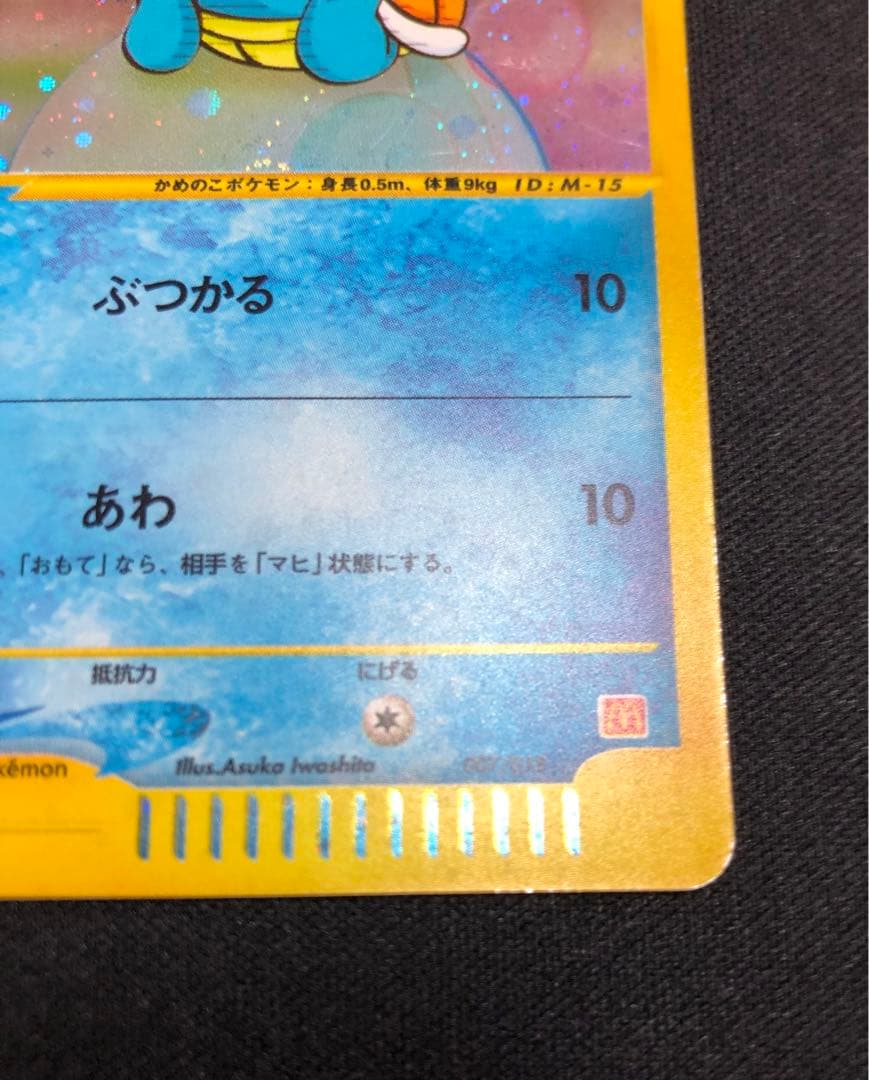 かめのこポケモン：身長0.5m、体重9kg ID:M-15
ぶつかる 10
あわ 10
、「おもて」なら、相手を「マヒ」状態にする。
抵抗力 にげる
kémon Illus.Asuka Iwashita